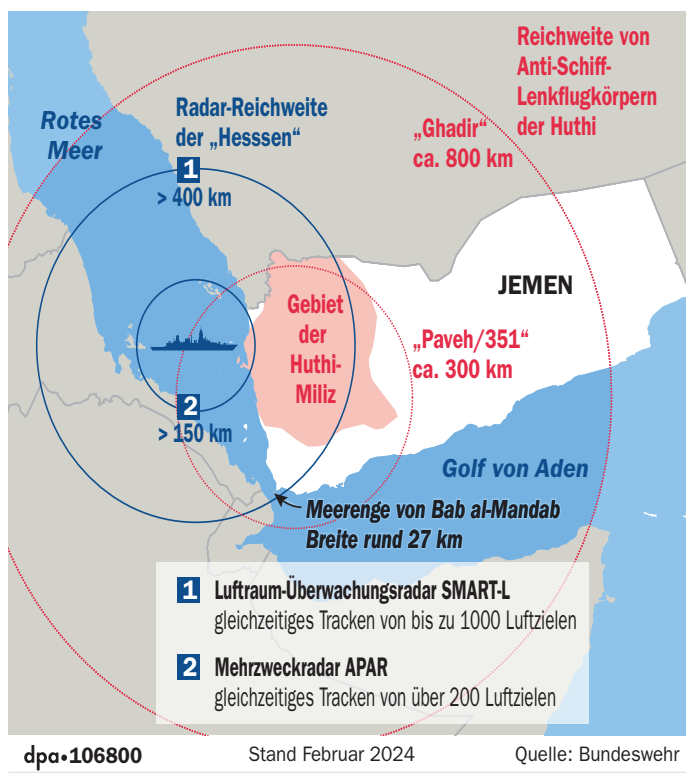 Reichweite von
Anti-Schiff-
Lenkflugkörpern
der Huthi
Rotes
Meer
Radar-Reichweite
der „Hesssen“
1
> 400 km
„Ghadir“
ca. 800 km
JEMEN
Gebiet
der
Huthi-
Miliz
„Paveh/351“
ca. 300 km
2
> 150 km
Golf von Aden
Meerenge von Bab al-Mandab
Breite rund 27 km
1 Luftraum-Überwachungsradar SMART-L
gleichzeitiges Tracken von bis zu 1000 Luftzielen
2 Mehrzweckradar APAR
gleichzeitiges Tracken von über 200 Luftzielen
dpa•106800 Stand Februar 2024 Quelle: Bundeswehr